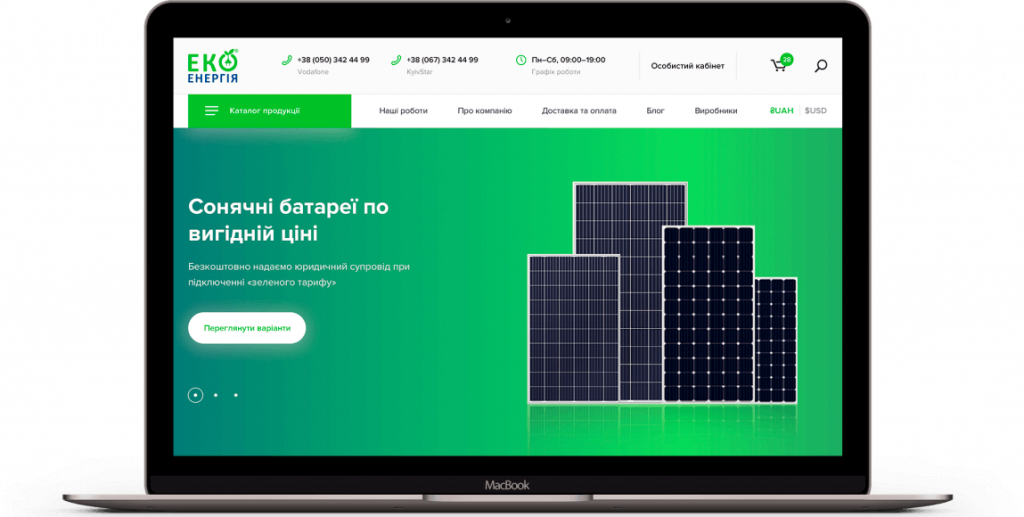 ЕКО
ЕНЕРГІЯ
+38 (050) 342 44 99
Vodafone
+38 (067) 342 44 99
KyivStar
Пн–Сб, 09:00–19:00
Графік роботи
Особистий кабінет
28
Каталог продукції
Наші роботи
Про компанію
Доставка та оплата
Блог
Виробники
₴UAH
$USD
Сонячні батареї по
вигідній ціні
Безкоштовно надаємо юридичний супровід при
підключенні «зеленого тарифу»
Переглянути варіанти
MacBook